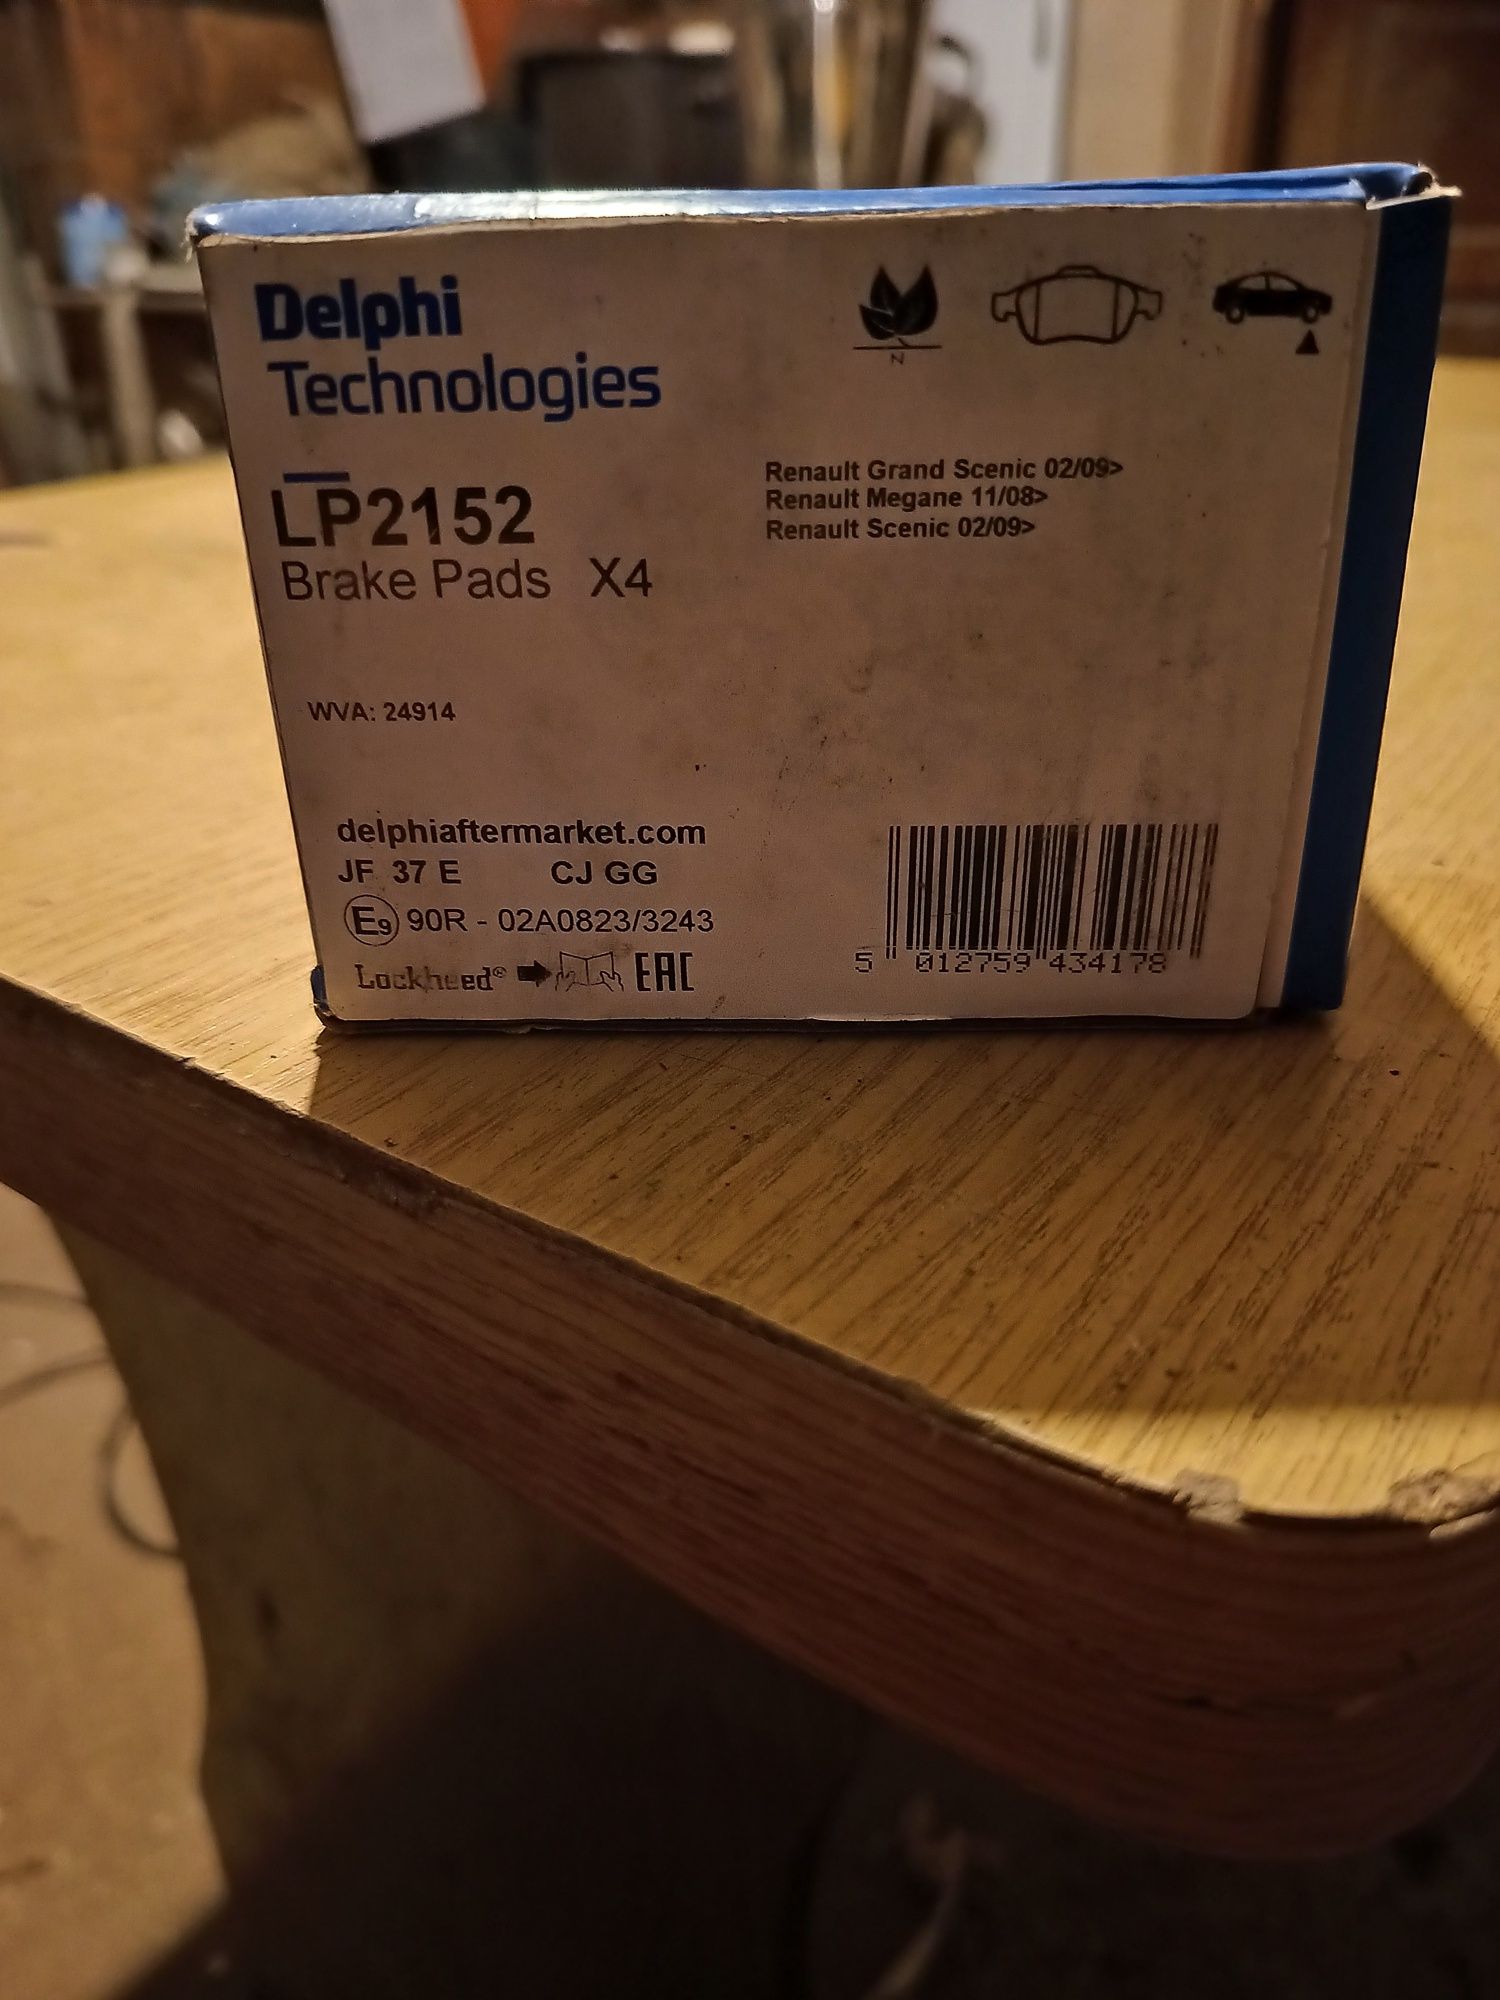 Delphi
Technologies
N
LP2152
Brake Pads X4
Renault Grand Scenic 02/09>
Renault Megane 11/08>
Renault Scenic 02/09>
WVA: 24914
delphiaftermarket.com
JF 37 E CJ GG
E9 90R - 02A0823/3243
Lockheed® EAC
5 012759 434178